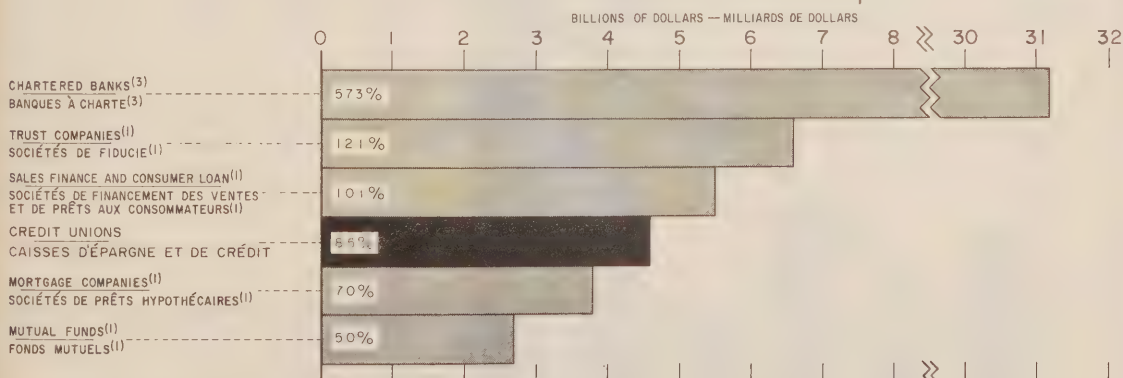 BILLIONS OF DOLLARS — MILLIARDS DE DOLLARS
0 1 2 3 4 5 6 7 8 30 31 32
CHARTERED BANKS(3)
BANQUES À CHARTE(3)
573%
TRUST COMPANIES(1)
SOCIÉTÉS DE FIDUCIE(1)
121%
SALES FINANCE AND CONSUMER LOAN(1)
SOCIÉTÉS DE FINANCEMENT DES VENTES
ET DE PRÊTS AUX CONSOMMATEURS(1)
101%
CREDIT UNIONS
CAISSES D'ÉPARGNE ET DE CRÉDIT
MORTGAGE COMPANIES(1)
SOCIÉTÉS DE PRÊTS HYPOTHÉCAIRES(1)
70%
MUTUAL FUNDS(1)
FONDS MUTUELS(1)
50%